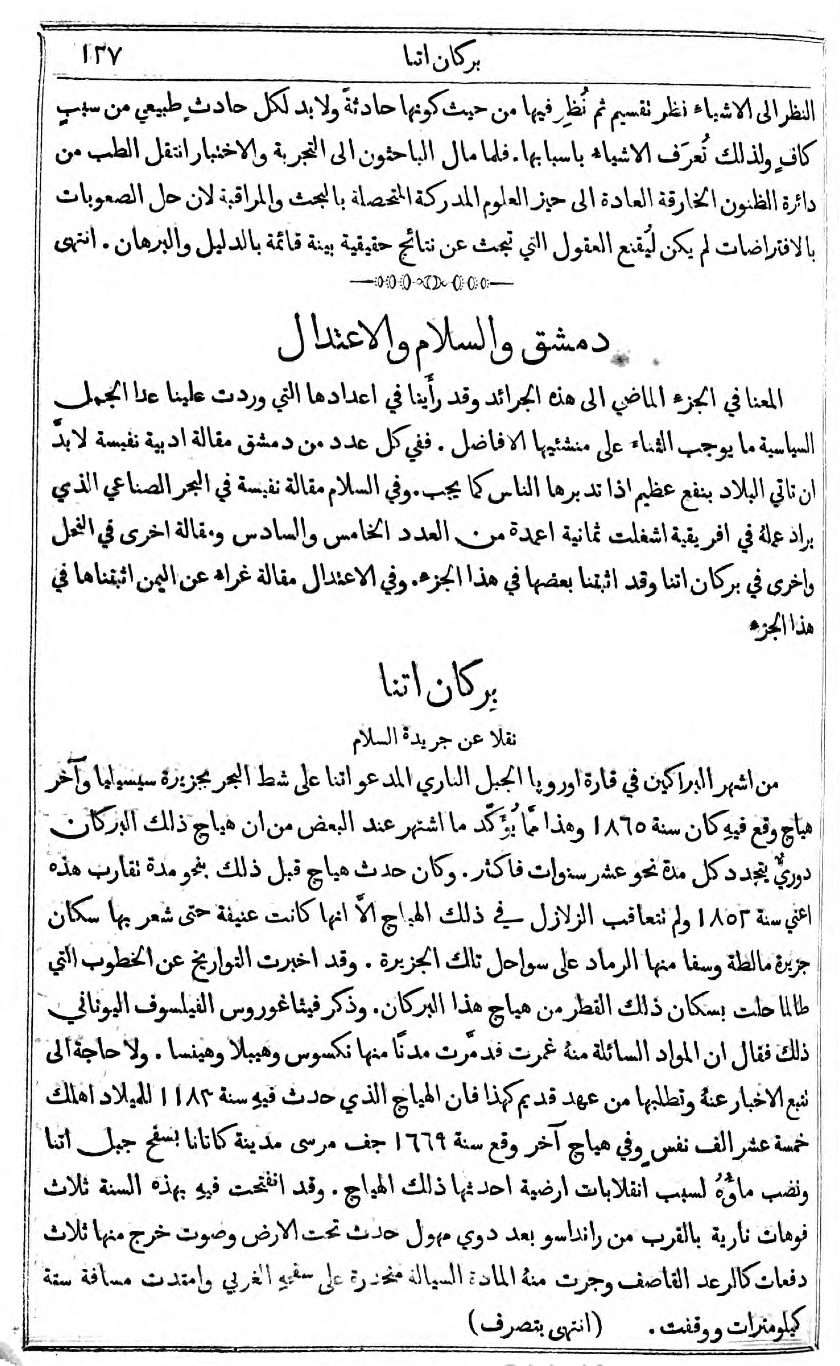 بركان اتنا ١٣٧
النظر الى الاشياء نظر تقسيم ثم نُظِر فيها من حيث كونها حادثةً ولابد لكل حادثٍ طبيعي من سببٍ
كافٍ ولذلك تُعرَف الاشياء باسبابها. فلما مال الباحثون الى التجربة والاختبار انتقل الطب من
دائرة الظنون الخارقة العادة الى حيز العلوم المدركة المتحصلة بالبحث والمراقبة لان حل الصعوبات
بالافتراضات لم يكن ليُقنع العقول التي تبحث عن نتائج حقيقية بينة قائمة بالدليل والبرهان. انتهى
دمشق والسلام والاعتدال
المعنا في الجزء الماضي الى هذه الجرائد وقد رأَينا في اعدادها التي وردت علينا عدا الجمل
السياسية ما يوجب الثناء على منشئيها الافاضل. ففي كل عدد من دمشق مقالة ادبية نفيسة لابدَّ
ان تاتي البلاد بنفع عظيم اذا تدبرها الناس كما يجب. وفي السلام مقالة نفيسة في البحر الصناعي الذي
يراد عملهُ في افريقية اشغلت ثمانية اعمدة من العدد الخامس والسادس ومقالة اخرى في النحل
واخرى في بركان اتنا وقد اثبتنا بعضها في هذا الجزء. وفي الاعتدال مقالة غراء عن اليمن اثبتناها في
هذا الجزء
بركان اتنا
نقلا عن جريدة السلام
من اشهر البراكين في قارة اوروپا الجبل الناري المدعو اتنا على شط البحر بجزيرة سيسيليا وآخر
هياج وقع فيهِ كان سنة ١٨٦٥ وهذا ممَّا يُؤكّد ما اشتهر عند البعض من ان هياج ذلك البركان
دوريٌّ يتجدد كل مدة نحو عشر سنوات فاكثر. وكان حدث هياج قبل ذلك بنحو مدة تقارب هذه
اعني سنة ١٨٥٢ ولم تتعاقب الزلازل في ذلك الهياج الاَّ انها كانت عنيفة حتى شعر بها سكان
جزيرة مالطة وسفا منها الرماد على سواحل تلك الجزيرة. وقد اخبرت التواريخ عن الخطوب التي
طالما حلت بسكان ذلك القطر من هياج هذا البركان. وذكر فيثاغوروس الفيلسوف اليوناني
ذلك فقال ان المواد السائلة منهُ غمرت فدمَّرت مدنًا منها نكسوس وهيبلا وهينسا. ولا حاجة الى
تتبع الاخبار عنهُ وتطلبها من عهد قديم كهذا فان الهياج الذي حدث فيهِ سنة ١١٨٣ للميلاد اهلك
خمسة عشر الف نفسٍ وفي هياج آخر وقع سنة ١٦٦٩ جف مرسى مدينة كاتانا بسفح جبل اتنا
ونضب ماؤهُ لسبب انقلابات ارضية احدثها ذلك الهياج. وقد انفتحت فيهِ بهذه السنة ثلاث
فوهات نارية بالقرب من رانداسو بعد دوي مهول حدث تحت الارض وصوت خرج منها ثلاث
دفعات كالرعد القاصف وجرت منهُ المادة السيالة منحدرة على سفحهِ الغربي وامتدت مسافة ستة
كيلومترات ووقفت. (انتهى بتصرف)